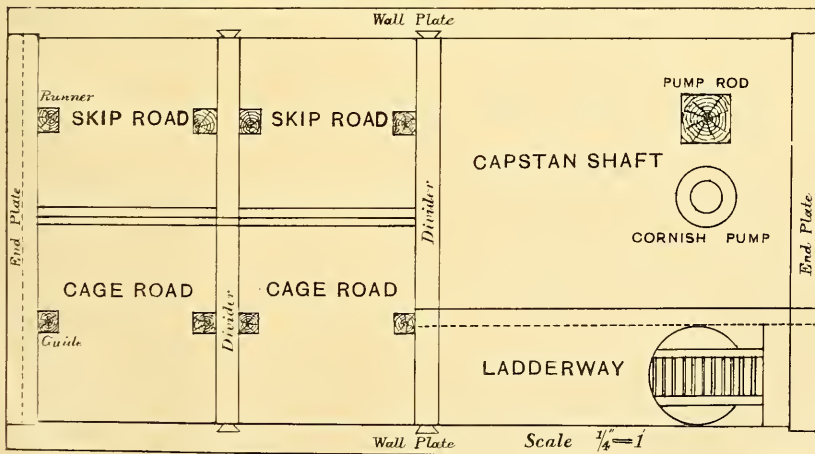 Wall Plate
Runner
SKIP ROAD
SKIP ROAD
PUMP ROD
CAPSTAN SHAFT
End Plate
Divider
CORNISH PUMP
End Plate
CAGE ROAD
CAGE ROAD
Divider
Guide
LADDERWAY
Wall Plate
Scale 1/4"=1'